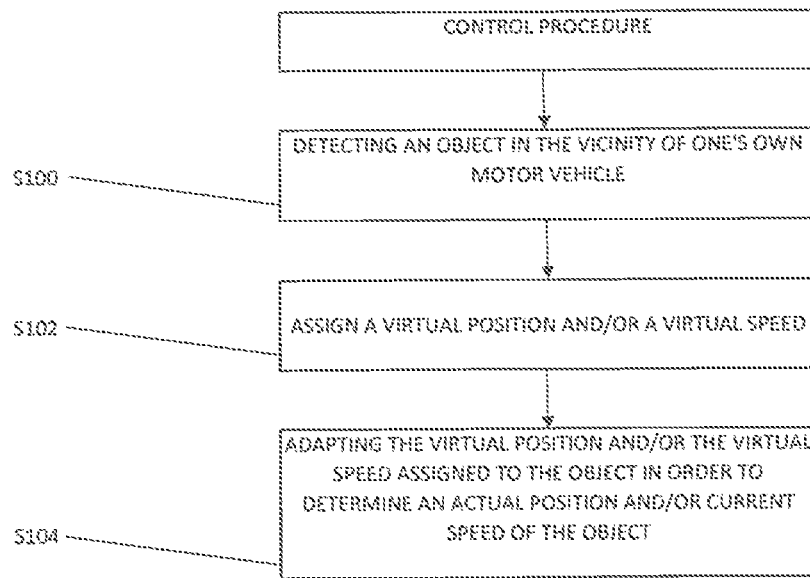 CONTROL PROCEDURE
DETECTING AN OBJECT IN THE VICINITY OF ONE'S OWN
MOTOR VEHICLE
S100
ASSIGN A VIRTUAL POSITION AND/OR A VIRTUAL SPEED
S102
ADAPTING THE VIRTUAL POSITION AND/OR THE VIRTUAL
SPEED ASSIGNED TO THE OBJECT IN ORDER TO
DETERMINE AN ACTUAL POSITION AND/OR CURRENT
SPEED OF THE OBJECT
S104